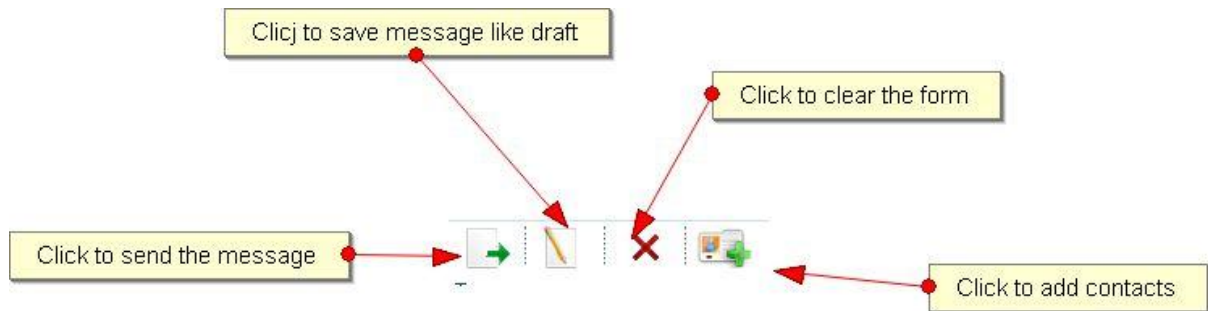 Clicj to save message like draft
Click to clear the form
Click to send the message
Click to add contacts